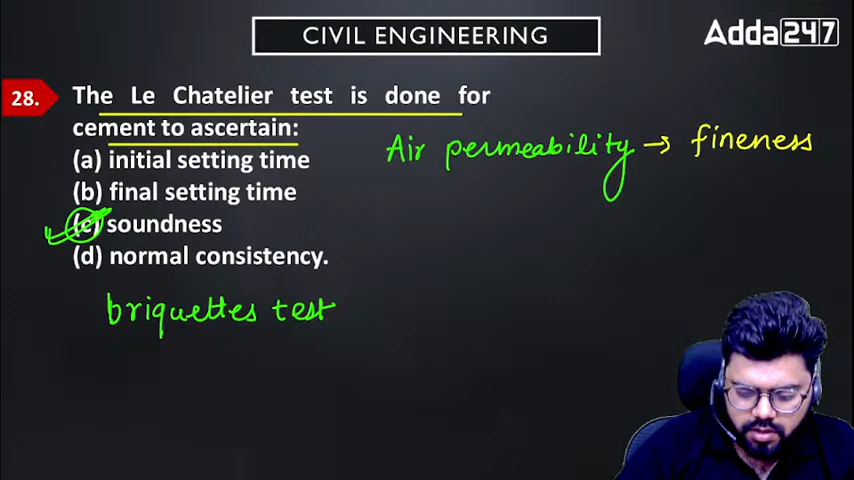 CIVIL ENGINEERING
Adda247
28.
The Le Chatelier test is done for
cement to ascertain:
Air permeability → fineness
(a) initial setting time
(b) final setting time
(c) soundness
(d) normal consistency.
briquettes test